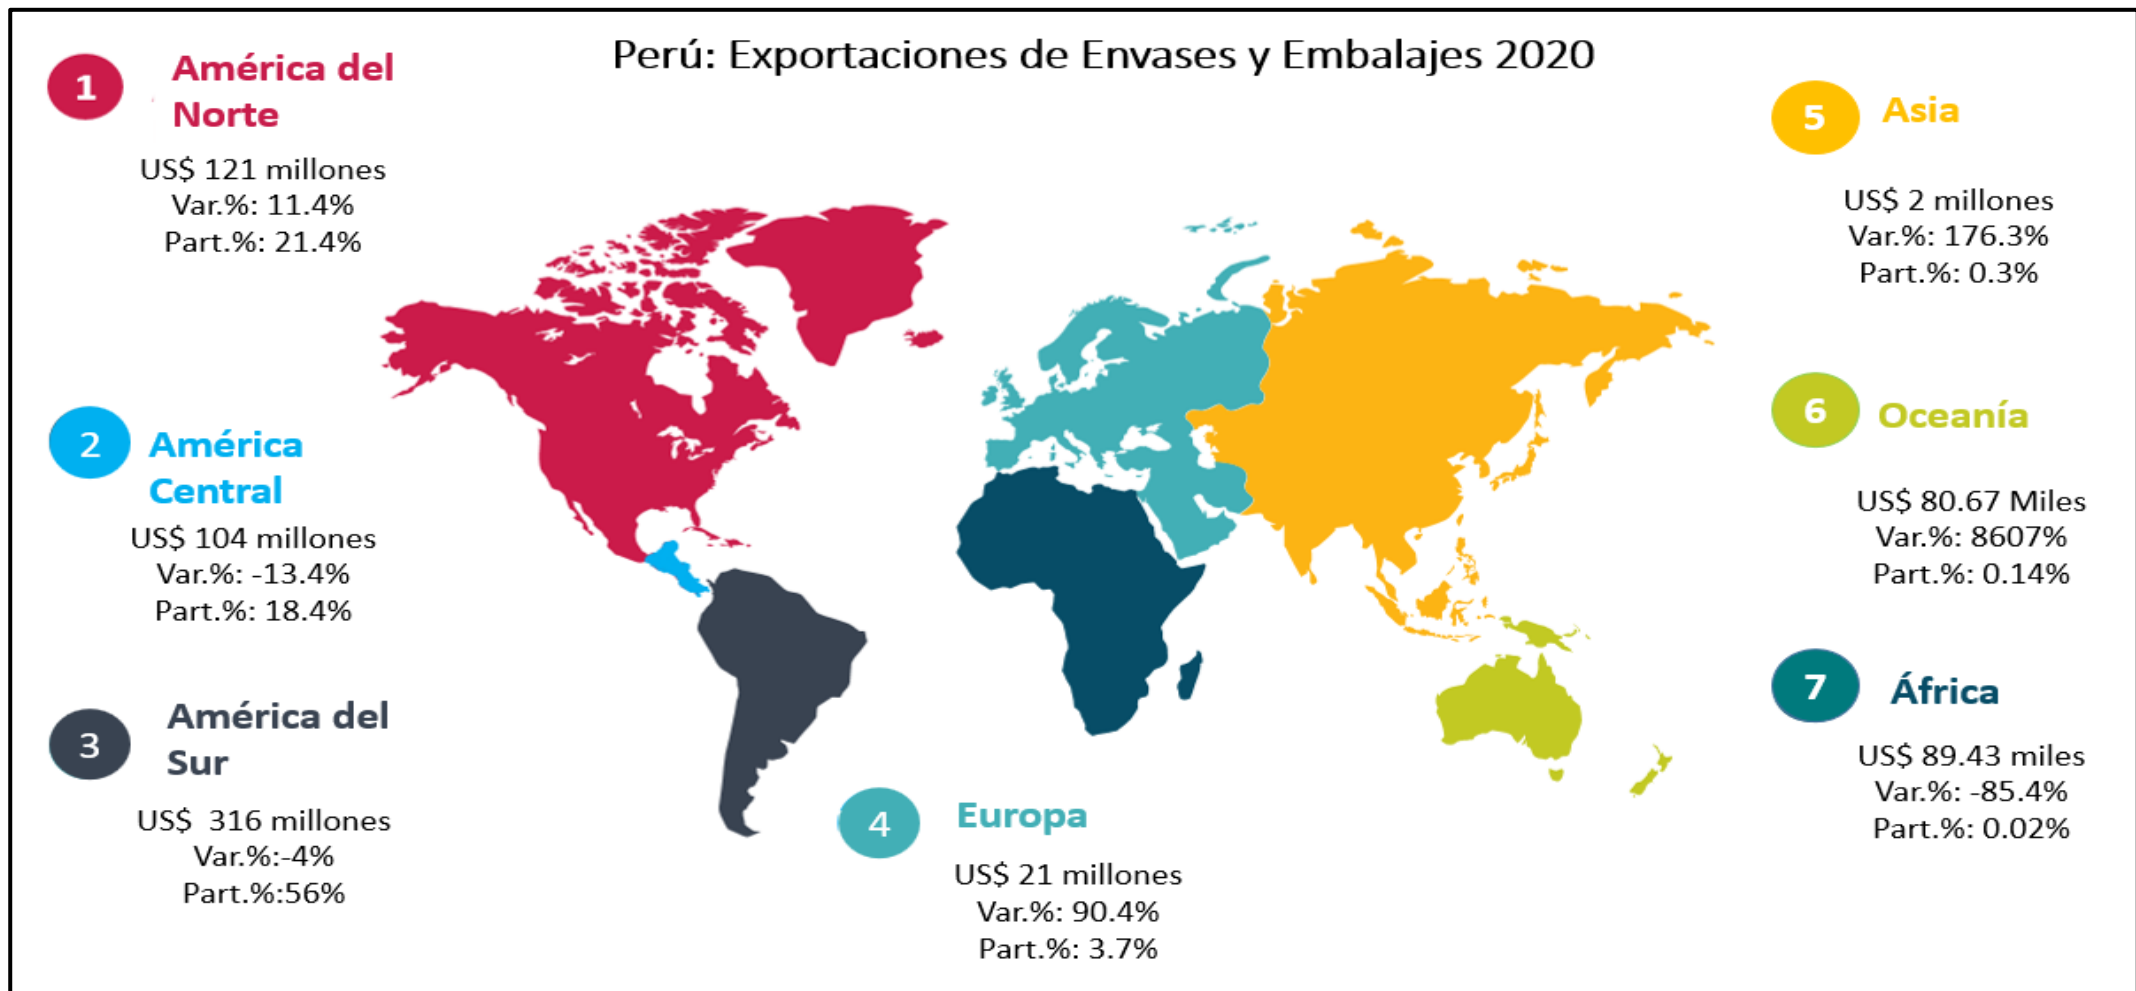 Perú: Exportaciones de Envases y Embalajes 2020
1
América del
Norte
US$ 121 millones
Var.%: 11.4%
Part.%: 21.4%
2
América
Central
US$ 104 millones
Var.%: -13.4%
Part.%: 18.4%
3
América del
Sur
US$  316 millones
Var.%:-4%
Part.%:56%
4
Europa
US$ 21 millones
Var.%: 90.4%
Part.%: 3.7%
5
Asia
US$ 2 millones
Var.%: 176.3%
Part.%: 0.3%
6
Oceanía
US$ 80.67 Miles
Var.%: 8607%
Part.%: 0.14%
7
África
US$ 89.43 miles
Var.%: -85.4%
Part.%: 0.02%